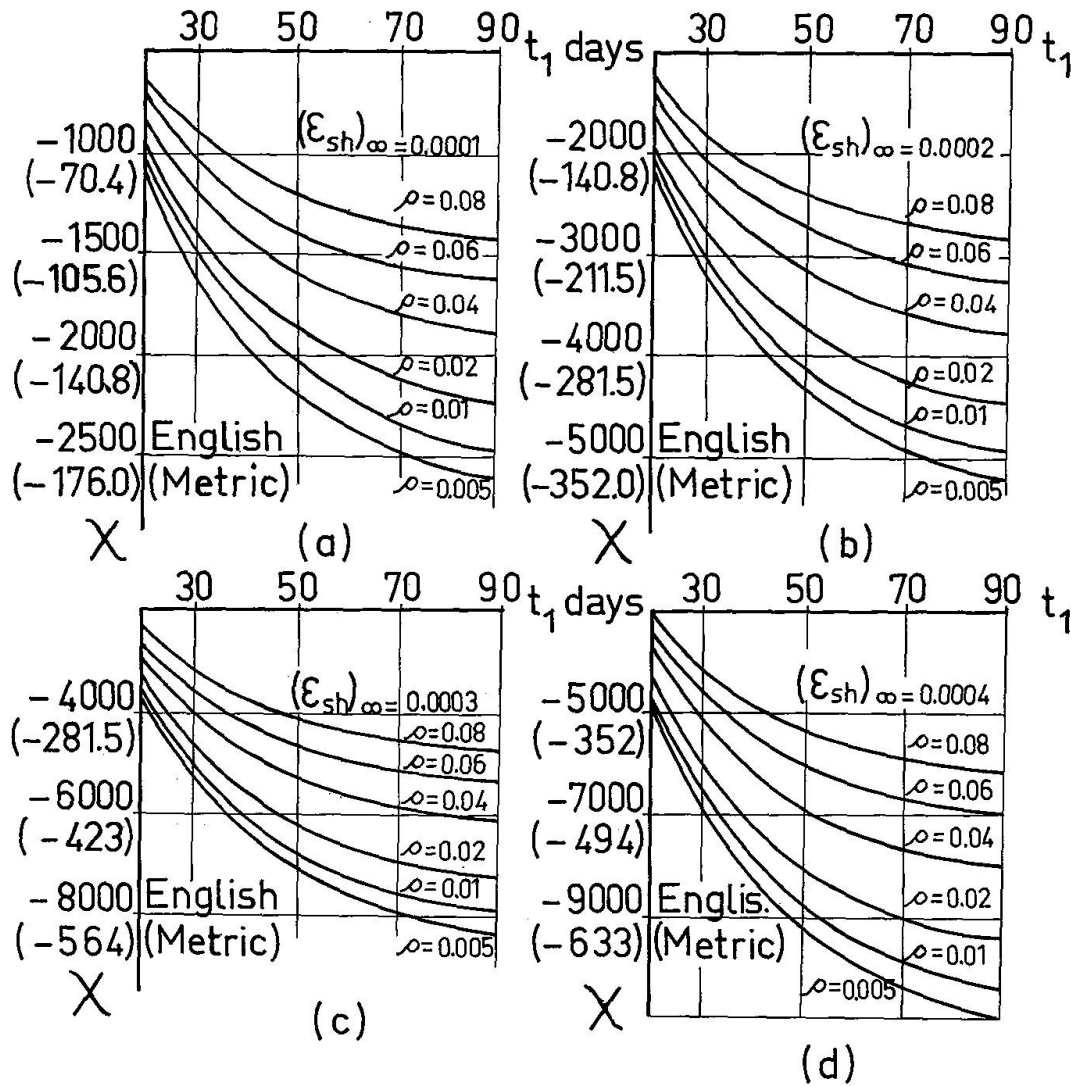 30 50 70 90 t₁ days
(εsh)∞=0.0001
-1000
(-70.4)
ρ=0.08
-1500
(-105.6)
ρ=0.06
ρ=0.04
-2000
(-140.8)
ρ=0.02
ρ=0.01
-2500 English
(-176.0) (Metric)
ρ=0.005
X
(a)
30 50 70 90 t₁
(εsh)∞=0.0002
-2000
(-140.8)
ρ=0.08
-3000
(-211.5)
ρ=0.06
ρ=0.04
-4000
(-281.5)
ρ=0.02
ρ=0.01
-5000 English
(-352.0) (Metric)
ρ=0.005
X
(b)
30 50 70 90 t₁ days
(εsh)∞=0.0003
-4000
(-281.5)
ρ=0.08
ρ=0.06
-6000
(-423)
ρ=0.04
ρ=0.02
ρ=0.01
-8000 English
(-564) (Metric)
ρ=0.005
X
(c)
30 50 70 90 t₁
(εsh)∞=0.0004
-5000
(-352)
ρ=0.08
ρ=0.06
-7000
(-494)
ρ=0.04
ρ=0.02
-9000 Englis.
(-633) (Metric)
ρ=0.01
ρ=0.005
X
(d)